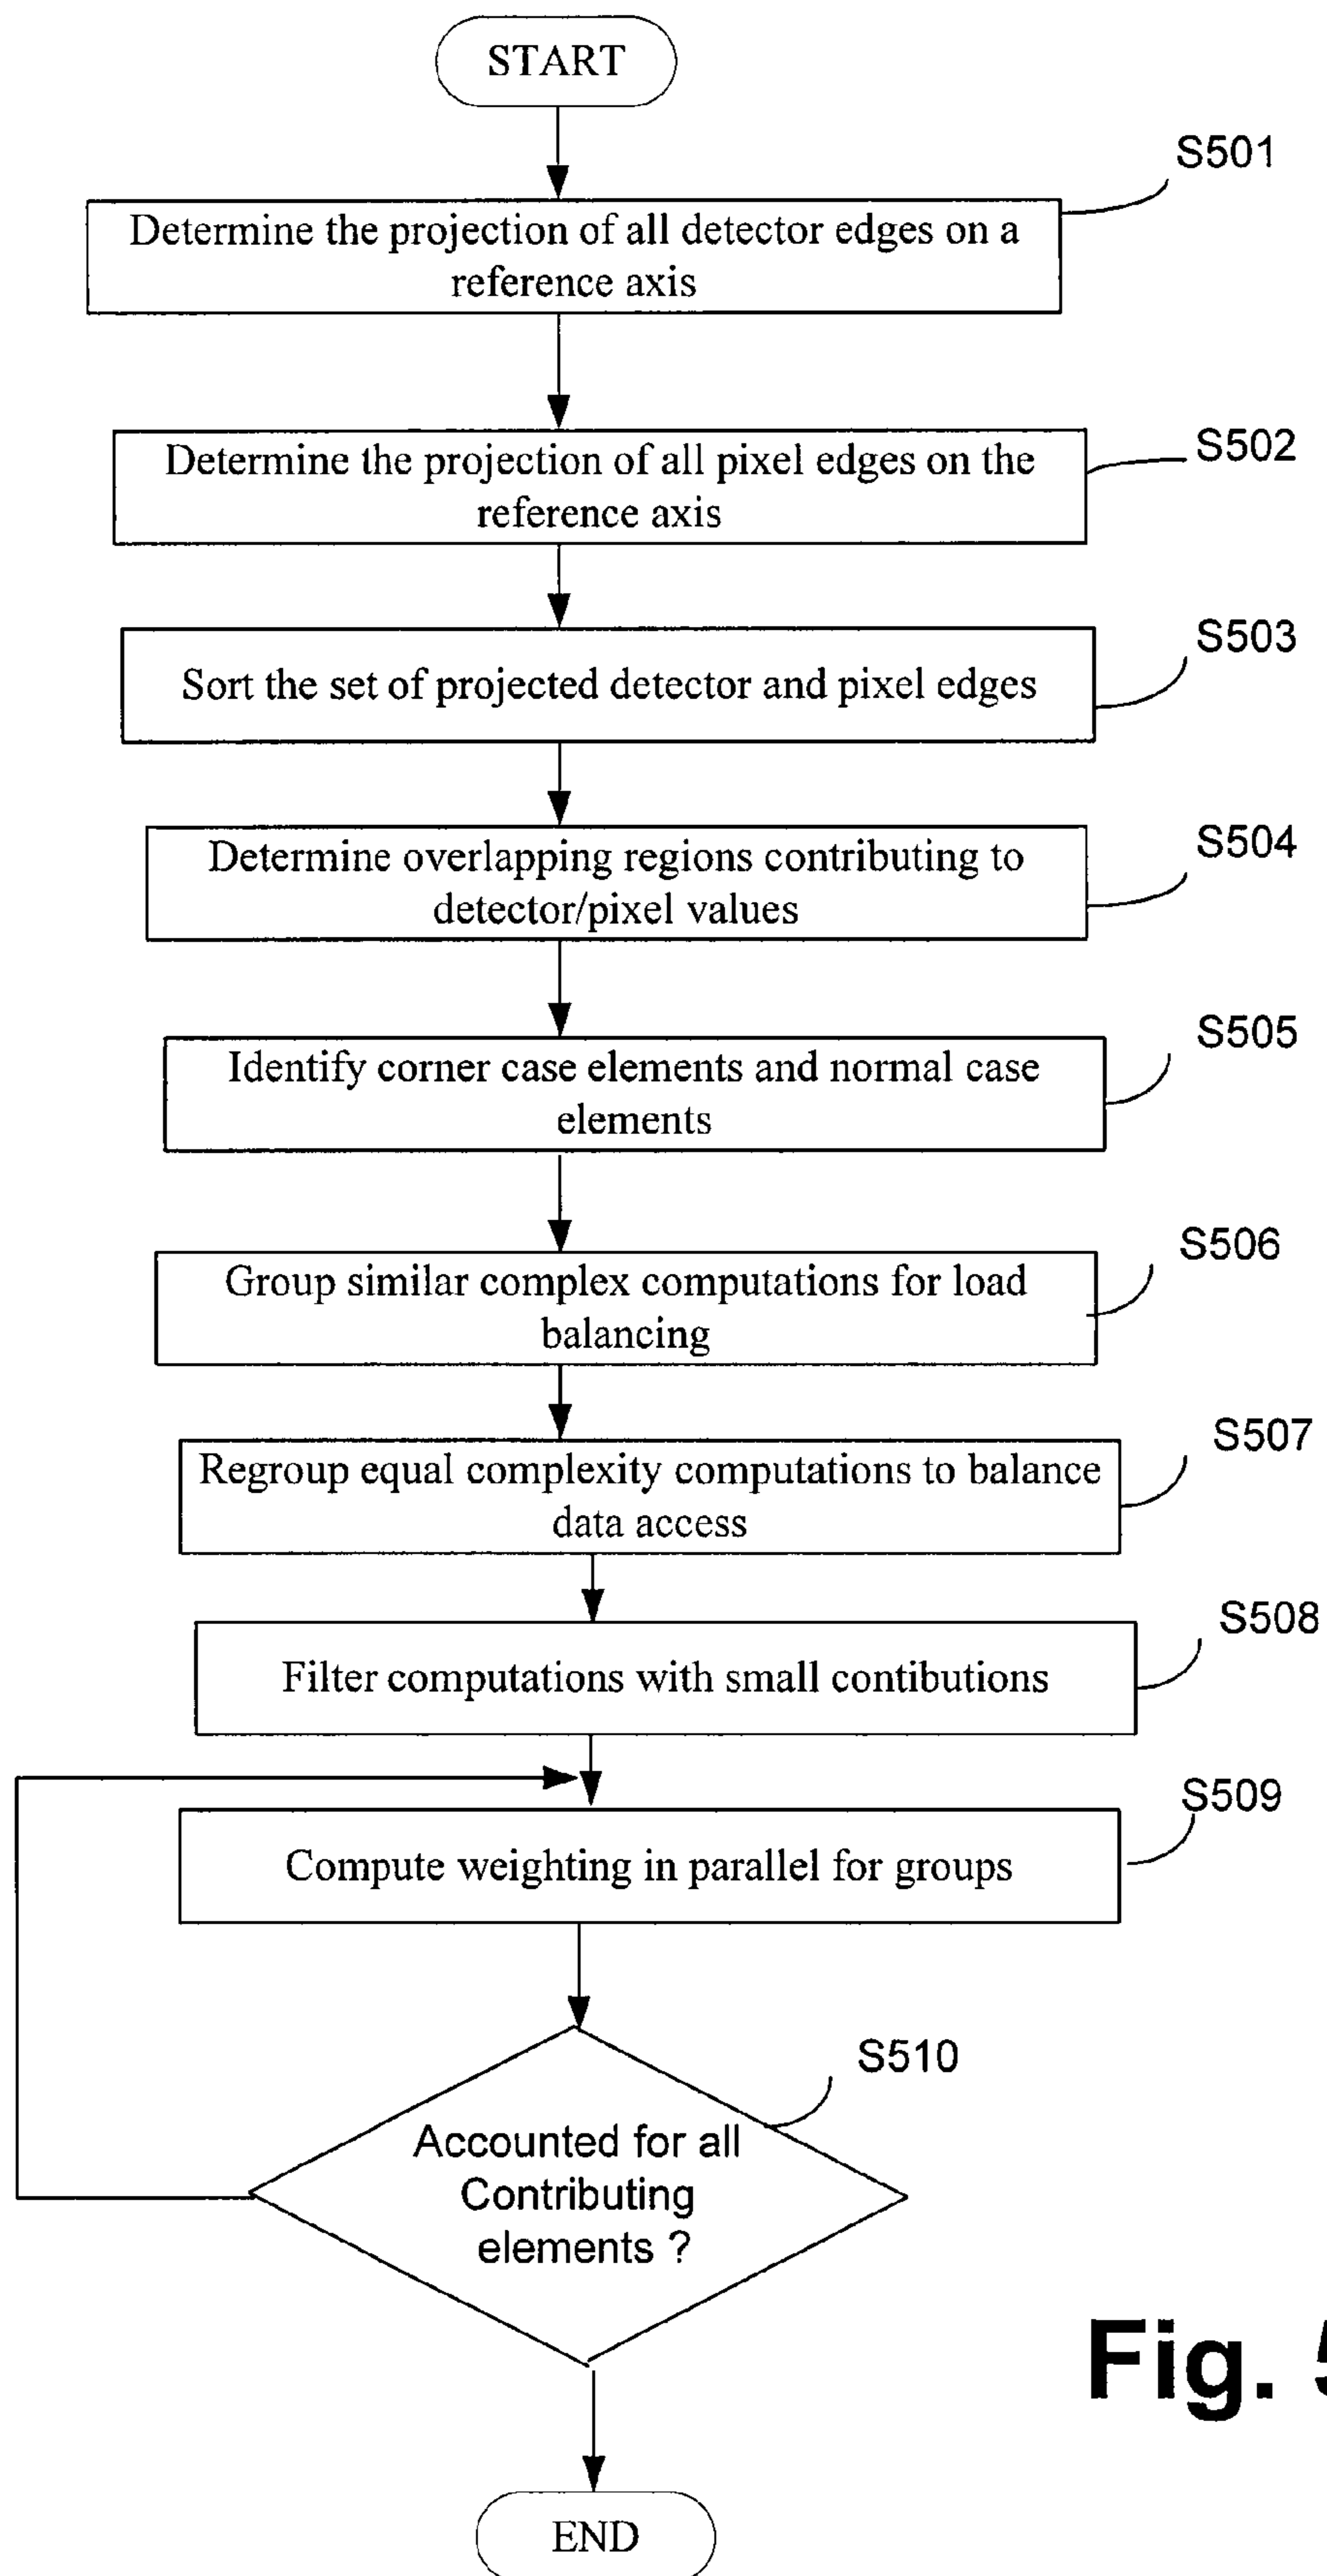 START
S501
Determine the projection of all detector edges on a
reference axis
S502
Determine the projection of all pixel edges on the
reference axis
S503
Sort the set of projected detector and pixel edges
S504
Determine overlapping regions contributing to
detector/pixel values
S505
Identify corner case elements and normal case
elements
S506
Group similar complex computations for load
balancing
S507
Regroup equal complexity computations to balance
data access
S508
Filter computations with small contibutions
S509
Compute weighting in parallel for groups
S510
Accounted for all
Contributing
elements ?
Fig. 5
END